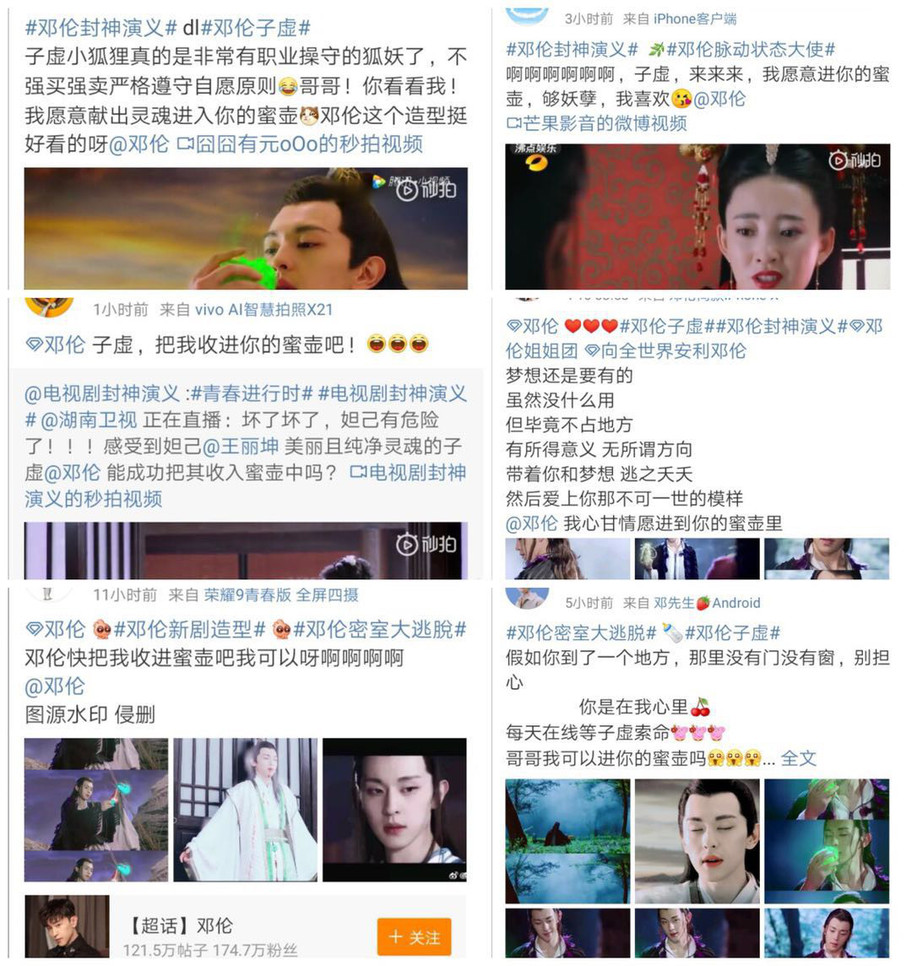 #邓伦封神演义# dl#邓伦子虚#
子虚小狐狸真的是非常有职业操守的狐妖了，不
强买强卖严格遵守自愿原则😂哥哥！你看看我！
我愿意献出灵魂进入你的蜜壶🐱邓伦这个造型挺
好看的呀@邓伦 囧囧有元oOo的秒拍视频
秒拍
3小时前 来自 iPhone客户端
#邓伦封神演义# 🌿#邓伦脉动状态大使#
啊啊啊啊啊啊，子虚，来来来，我愿意进你的蜜
壶，够妖孽，我喜欢😘@邓伦
芒果影音的微博视频
沸点娱乐
秒拍
1小时前 来自 vivo AI智慧拍照X21
邓伦 子虚，把我收进你的蜜壶吧！😄😄😄
@电视剧封神演义 :#青春进行时# #电视剧封神演义
# @湖南卫视 正在直播：坏了坏了，妲己有危险
了！！！感受到妲己@王丽坤 美丽且纯净灵魂的子
虚@邓伦 能成功把其收入蜜壶中吗？ 电视剧封神
演义的秒拍视频
秒拍
邓伦 ❤️❤️❤️#邓伦子虚##邓伦封神演义#邓
伦姐姐团 向全世界安利邓伦
梦想还是要有的
虽然没什么用
但毕竟不占地方
有所得意义 无所谓方向
带着你和梦想 逃之夭夭
然后爱上你那不可一世的模样
@邓伦 我心甘情愿进到你的蜜壶里
11小时前 来自 荣耀9青春版 全屏四摄
邓伦 #邓伦新剧造型# #邓伦密室大逃脱#
邓伦快把我收进蜜壶吧我可以呀啊啊啊啊
@邓伦
图源水印 侵删
【超话】邓伦
121.5万帖子 174.7万粉丝
+ 关注
5小时前 来自 邓先生🍓Android
#邓伦密室大逃脱# 🍼#邓伦子虚#
假如你到了一个地方，那里没有门没有窗，别担
心
你是在我心里🍒
每天在线等子虚索命
哥哥我可以进你的蜜壶吗... 全文